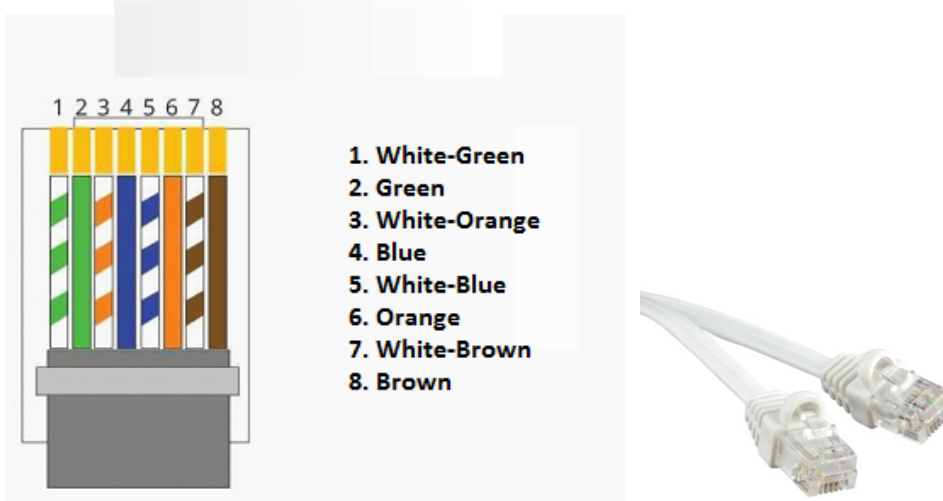 1 2 3 4 5 6 7 8
1. White-Green
2. Green
3. White-Orange
4. Blue
5. White-Blue
6. Orange
7. White-Brown
8. Brown